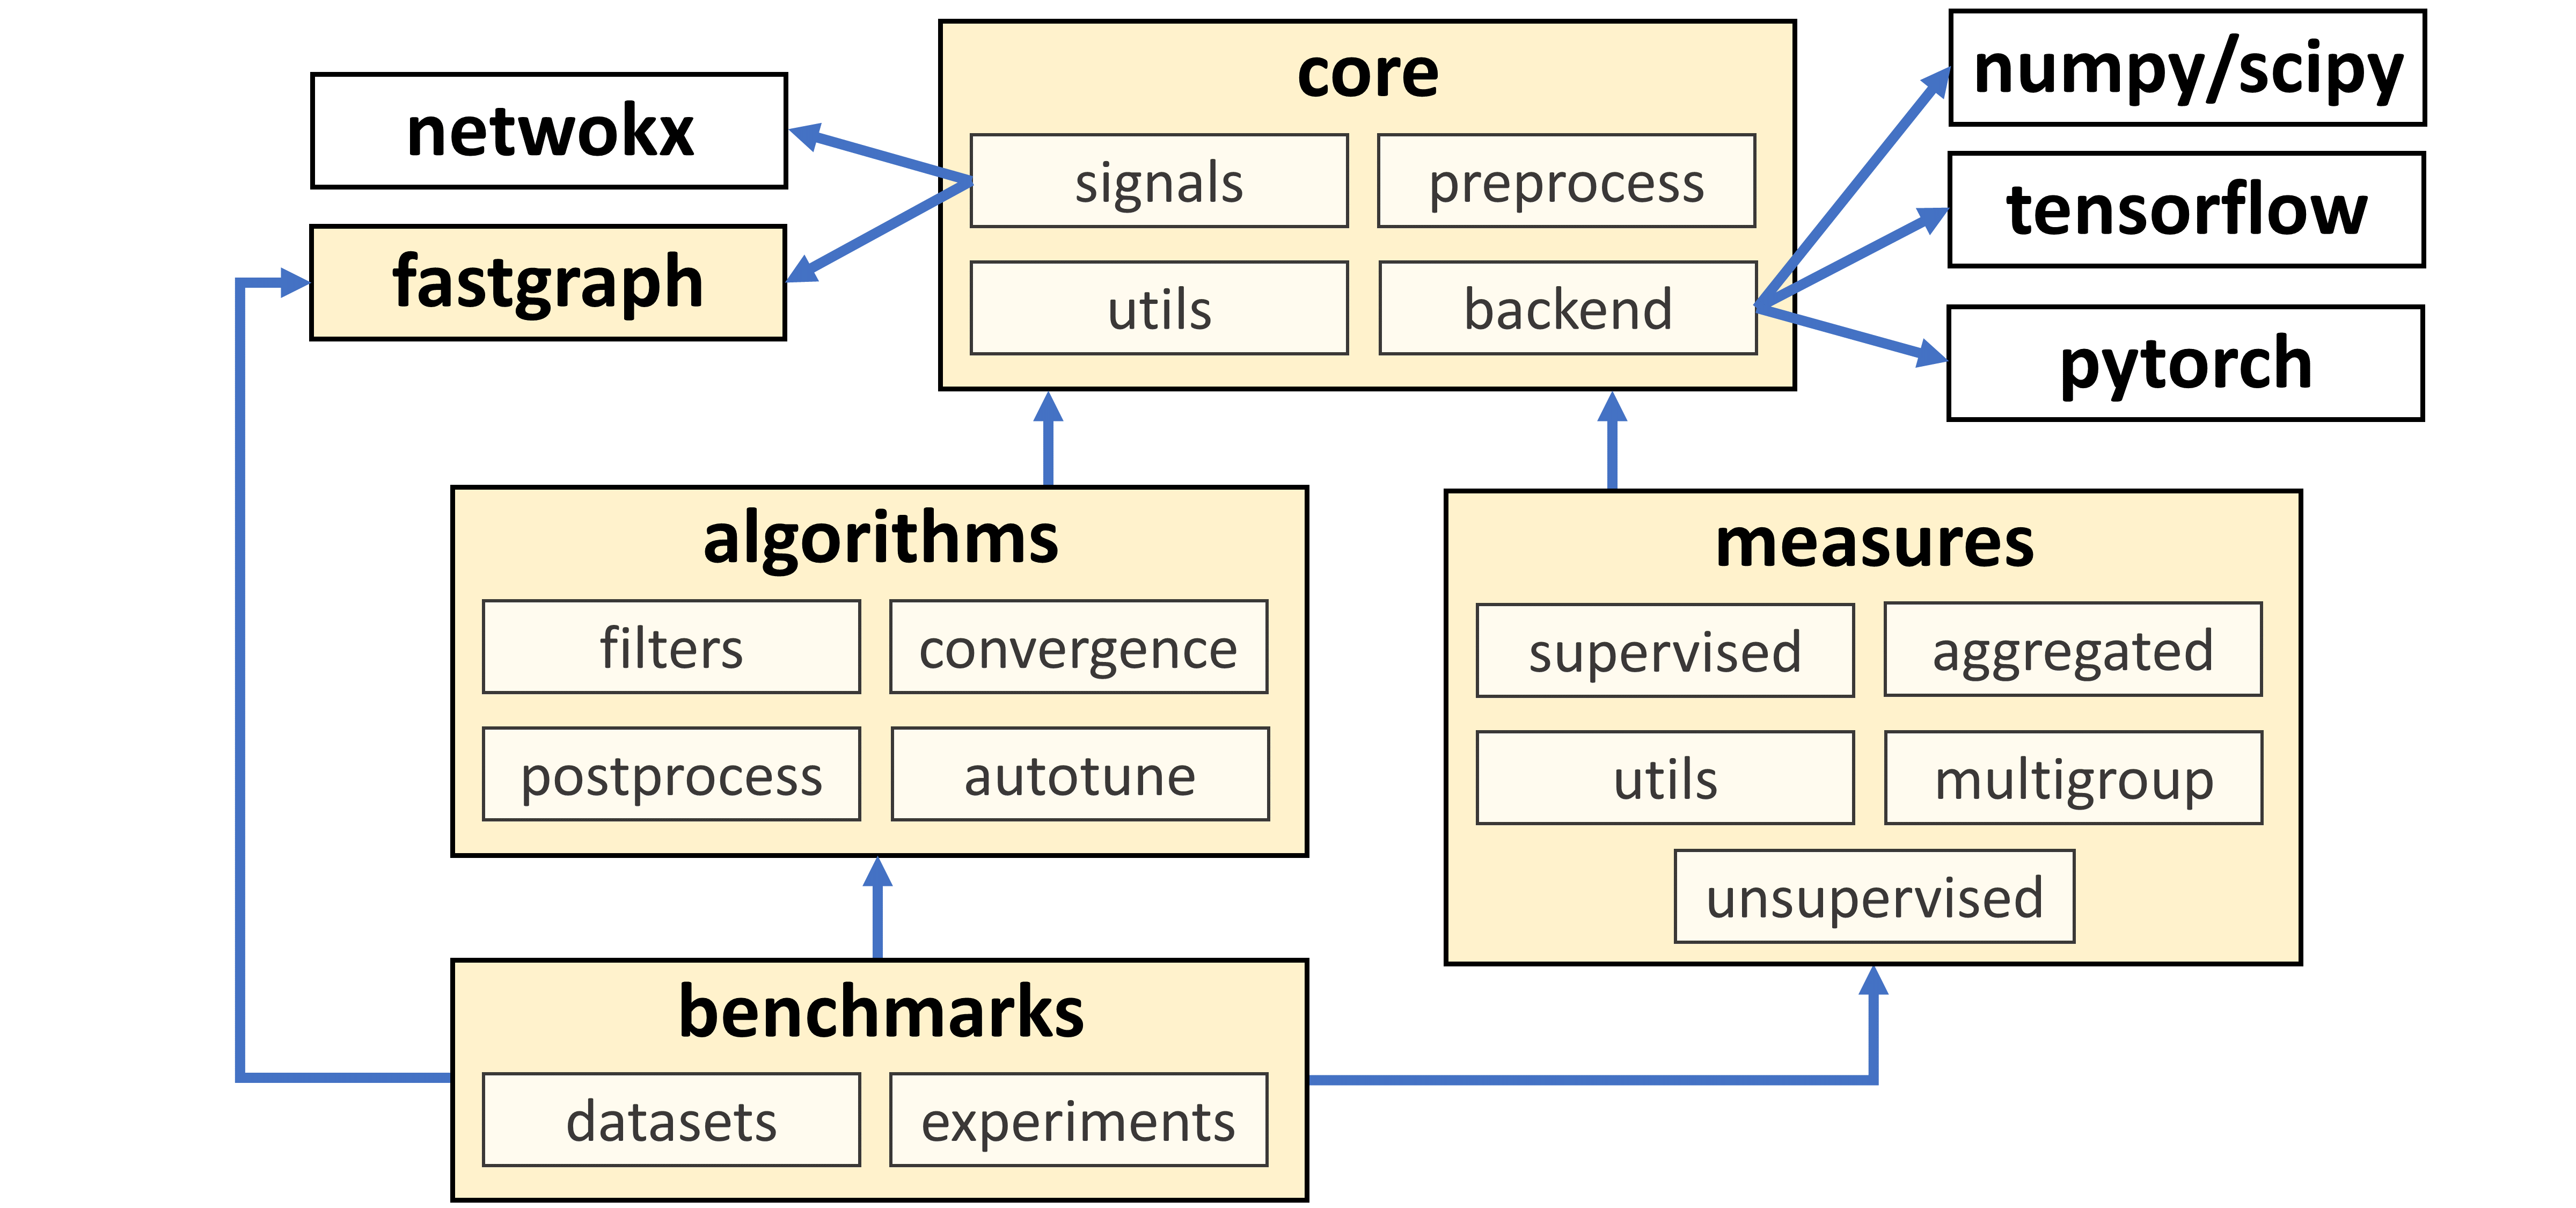 netwokx
fastgraph
core
signals
preprocess
utils
backend
numpy/scipy
tensorflow
pytorch
algorithms
filters
convergence
postprocess
autotune
measures
supervised
aggregated
utils
multigroup
unsupervised
benchmarks
datasets
experiments